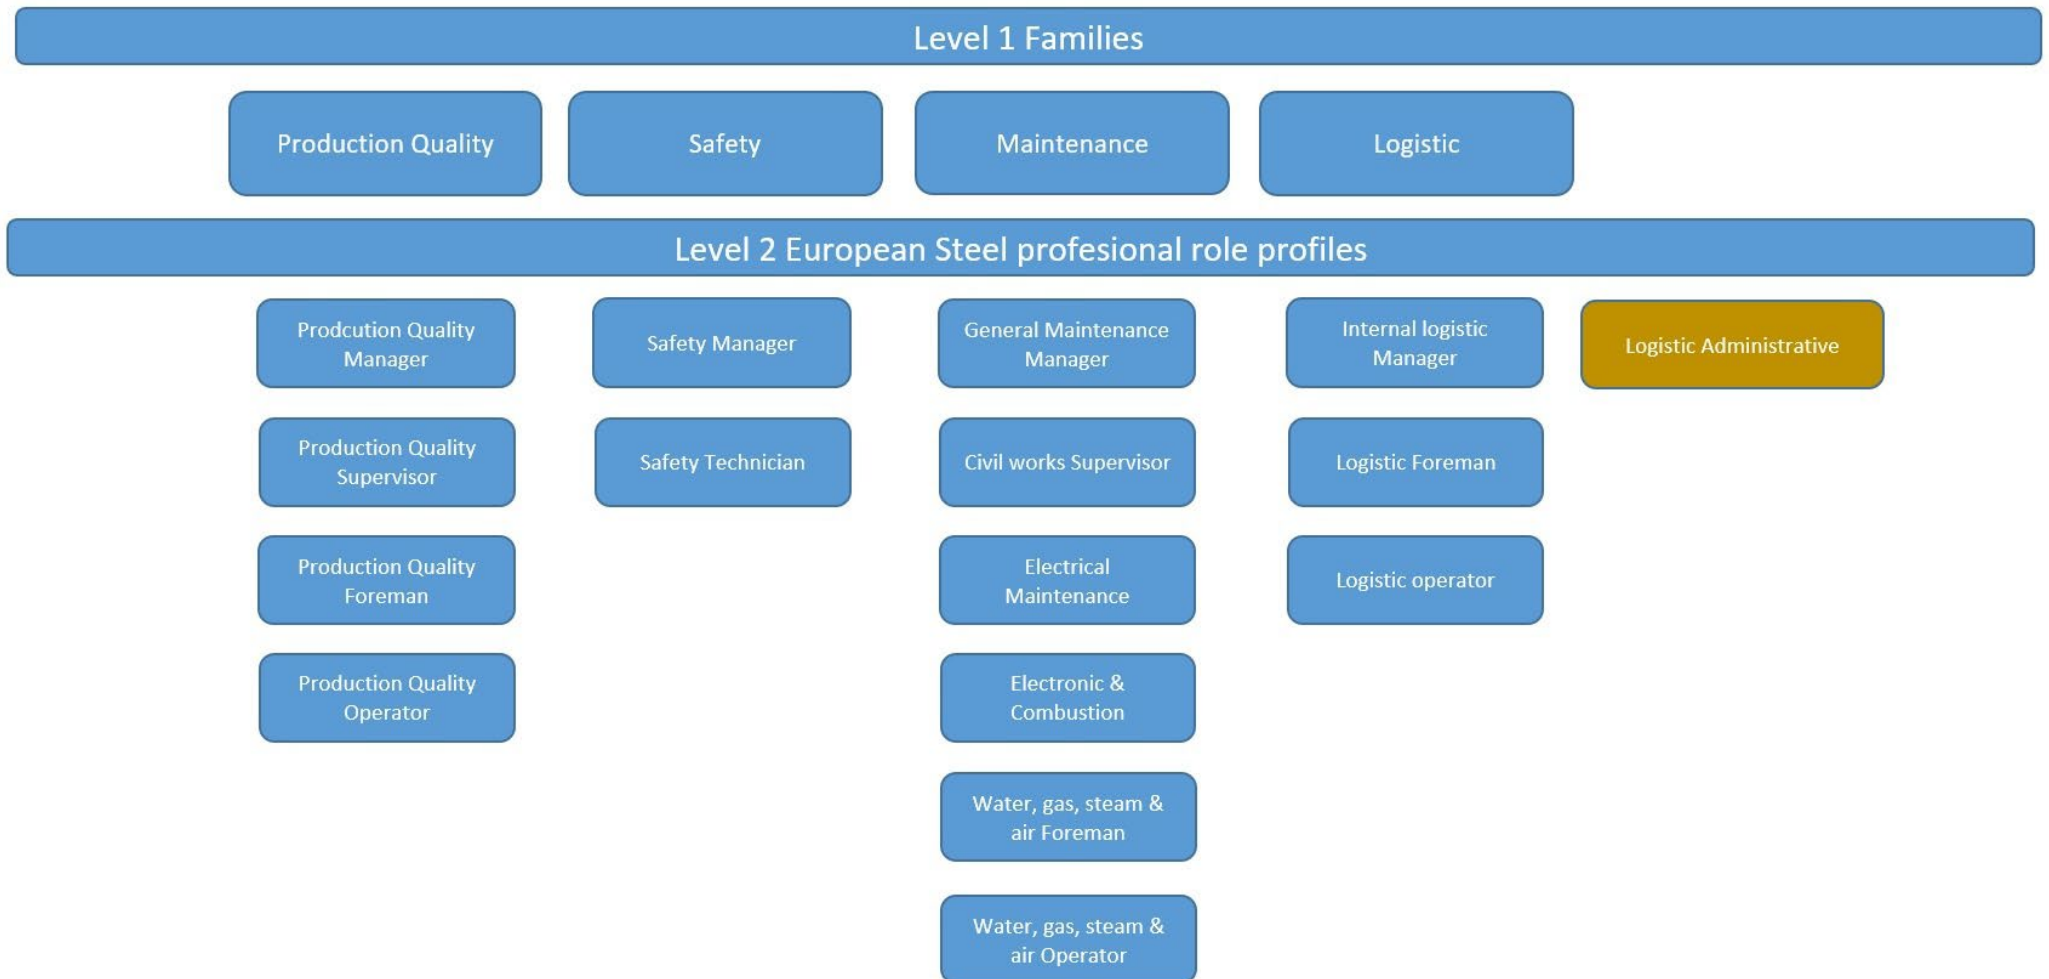 Level 1 Families
Production Quality
Safety
Maintenance
Logistic
Level 2 European Steel profesional role profiles
Prodcution Quality
Manager
Safety Manager
General Maintenance
Manager
Internal logistic
Manager
Logistic Administrative
Production Quality
Supervisor
Safety Technician
Civil works Supervisor
Logistic Foreman
Production Quality
Foreman
Electrical
Maintenance
Logistic operator
Production Quality
Operator
Electronic &
Combustion
Water, gas, steam &
air Foreman
Water, gas, steam &
air Operator